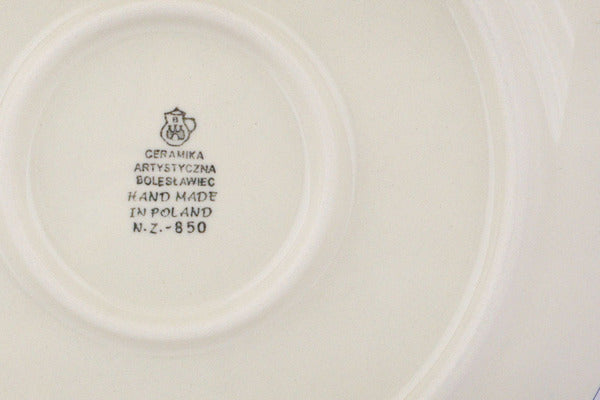 B
CERAMIKA
ARTYSTYCZNA
BOLESŁAWIEC
HAND MADE
IN POLAND
N.Z.-850